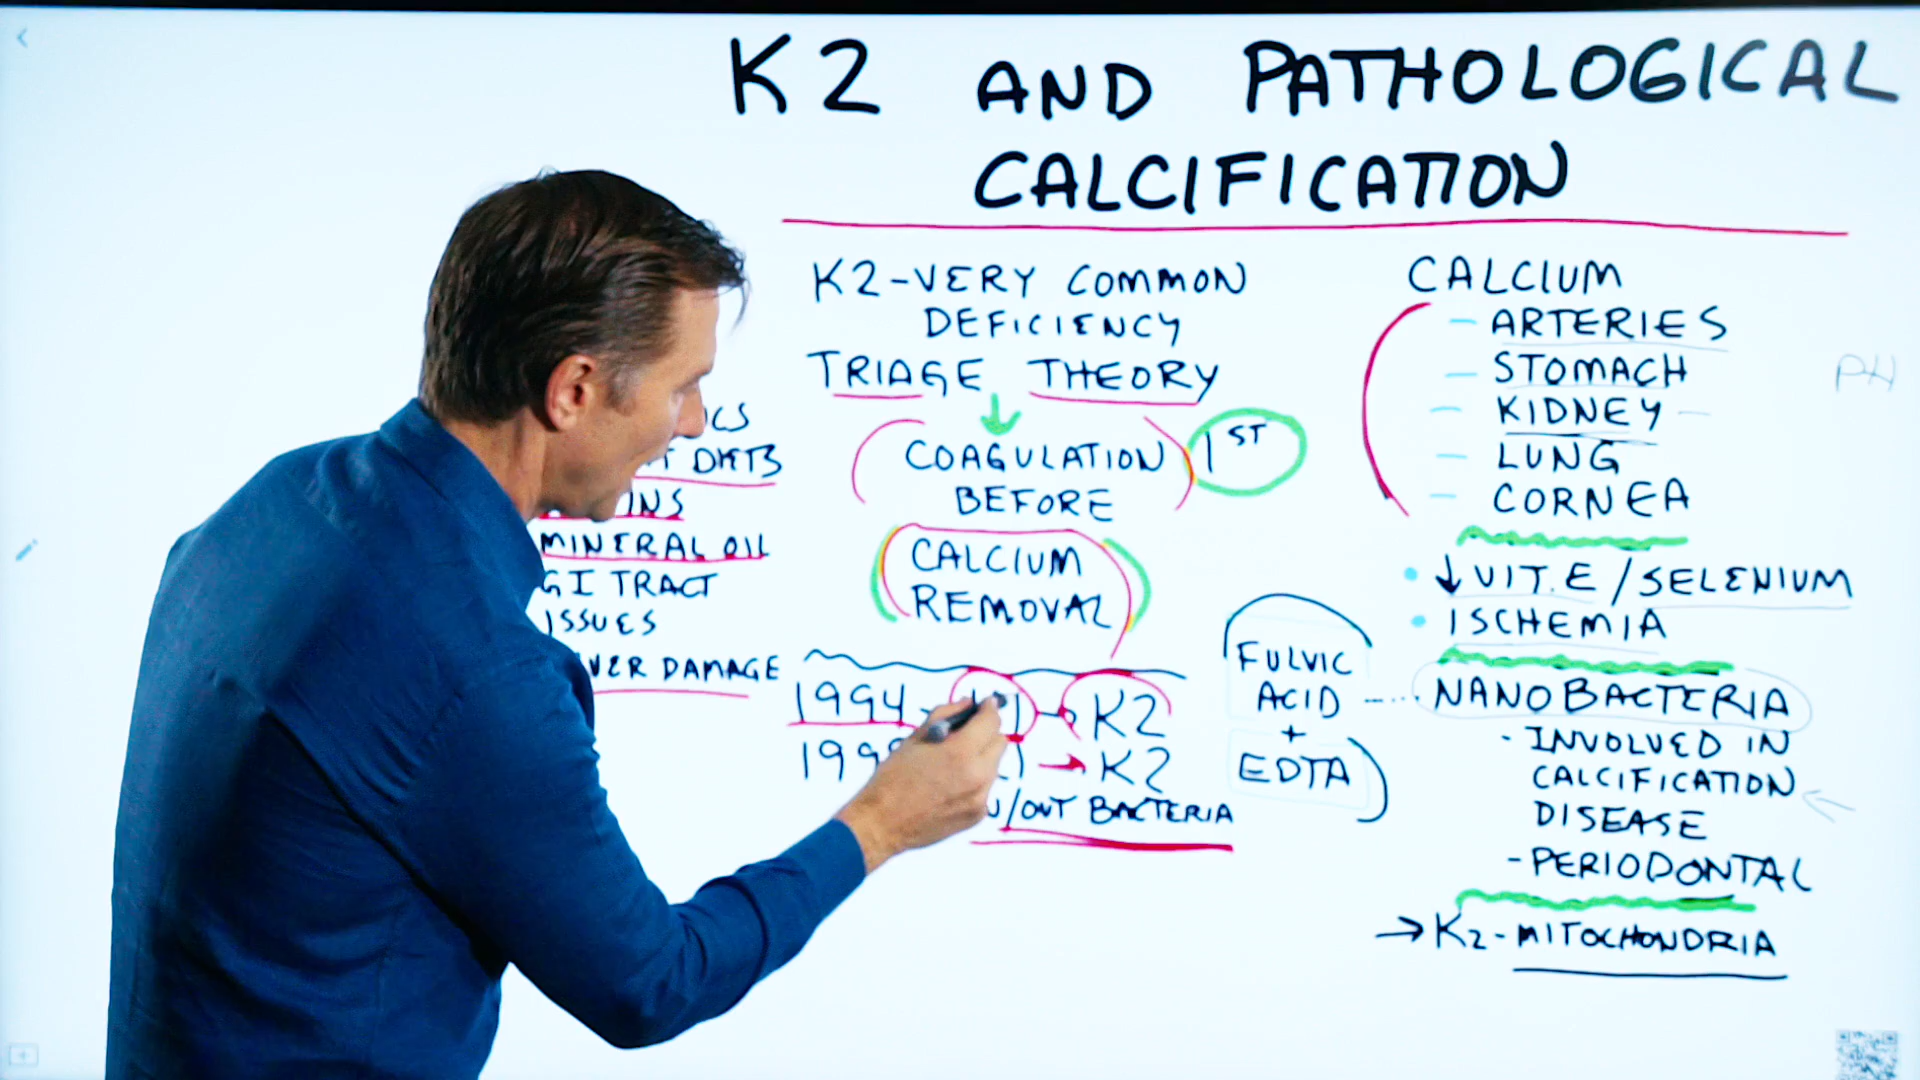 K2 AND PATHOLOGICAL
CALCIFICATION
DIETS
MINERAL OIL
GI TRACT
ISSUES
DAMAGE
K2-VERY COMMON
DEFICIENCY
TRIAGE THEORY
COAGULATION 1ST
BEFORE
CALCIUM
REMOVAL
1994 → K2
→ K2
W/OUT BACTERIA
FULVIC
ACID
+
EDTA
CALCIUM
- ARTERIES
- STOMACH
- KIDNEY
- LUNG
- CORNEA
PH
• ↓ VIT. E / SELENIUM
• ISCHEMIA
NANOBACTERIA
- INVOLVED IN
CALCIFICATION
DISEASE
- PERIODONTAL
→ K2 - MITOCHONDRIA